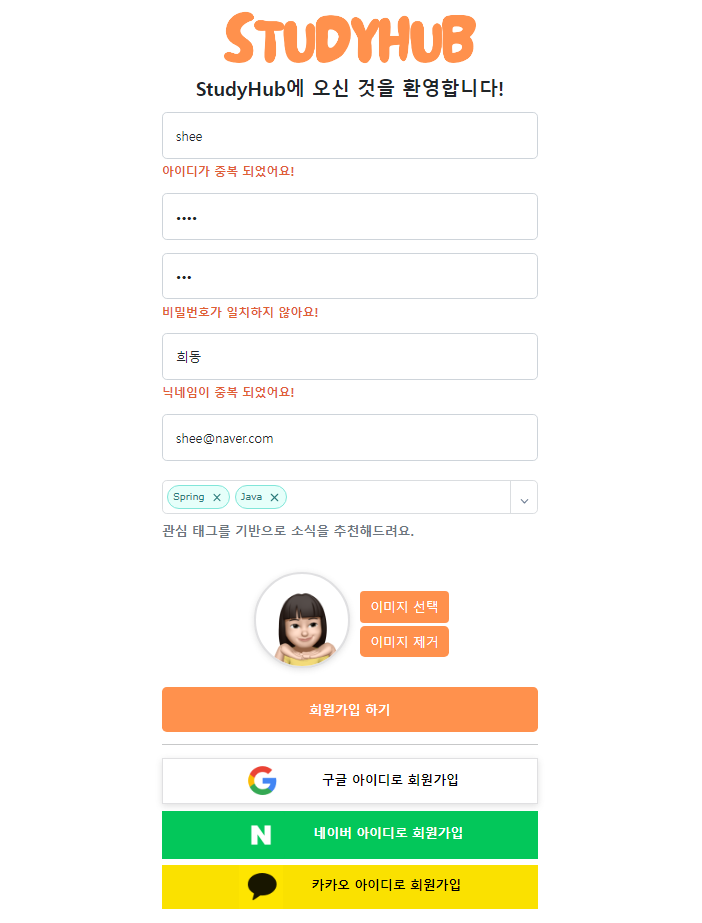 STUDYHUB
StudyHub에 오신 것을 환영합니다!
shee
아이디가 중복 되었어요!
••••
•••
비밀번호가 일치하지 않아요!
희동
닉네임이 중복 되었어요!
shee@naver.com
Spring × Java ×
관심 태그를 기반으로 소식을 추천해드려요.
이미지 선택
이미지 제거
회원가입 하기
구글 아이디로 회원가입
네이버 아이디로 회원가입
카카오 아이디로 회원가입